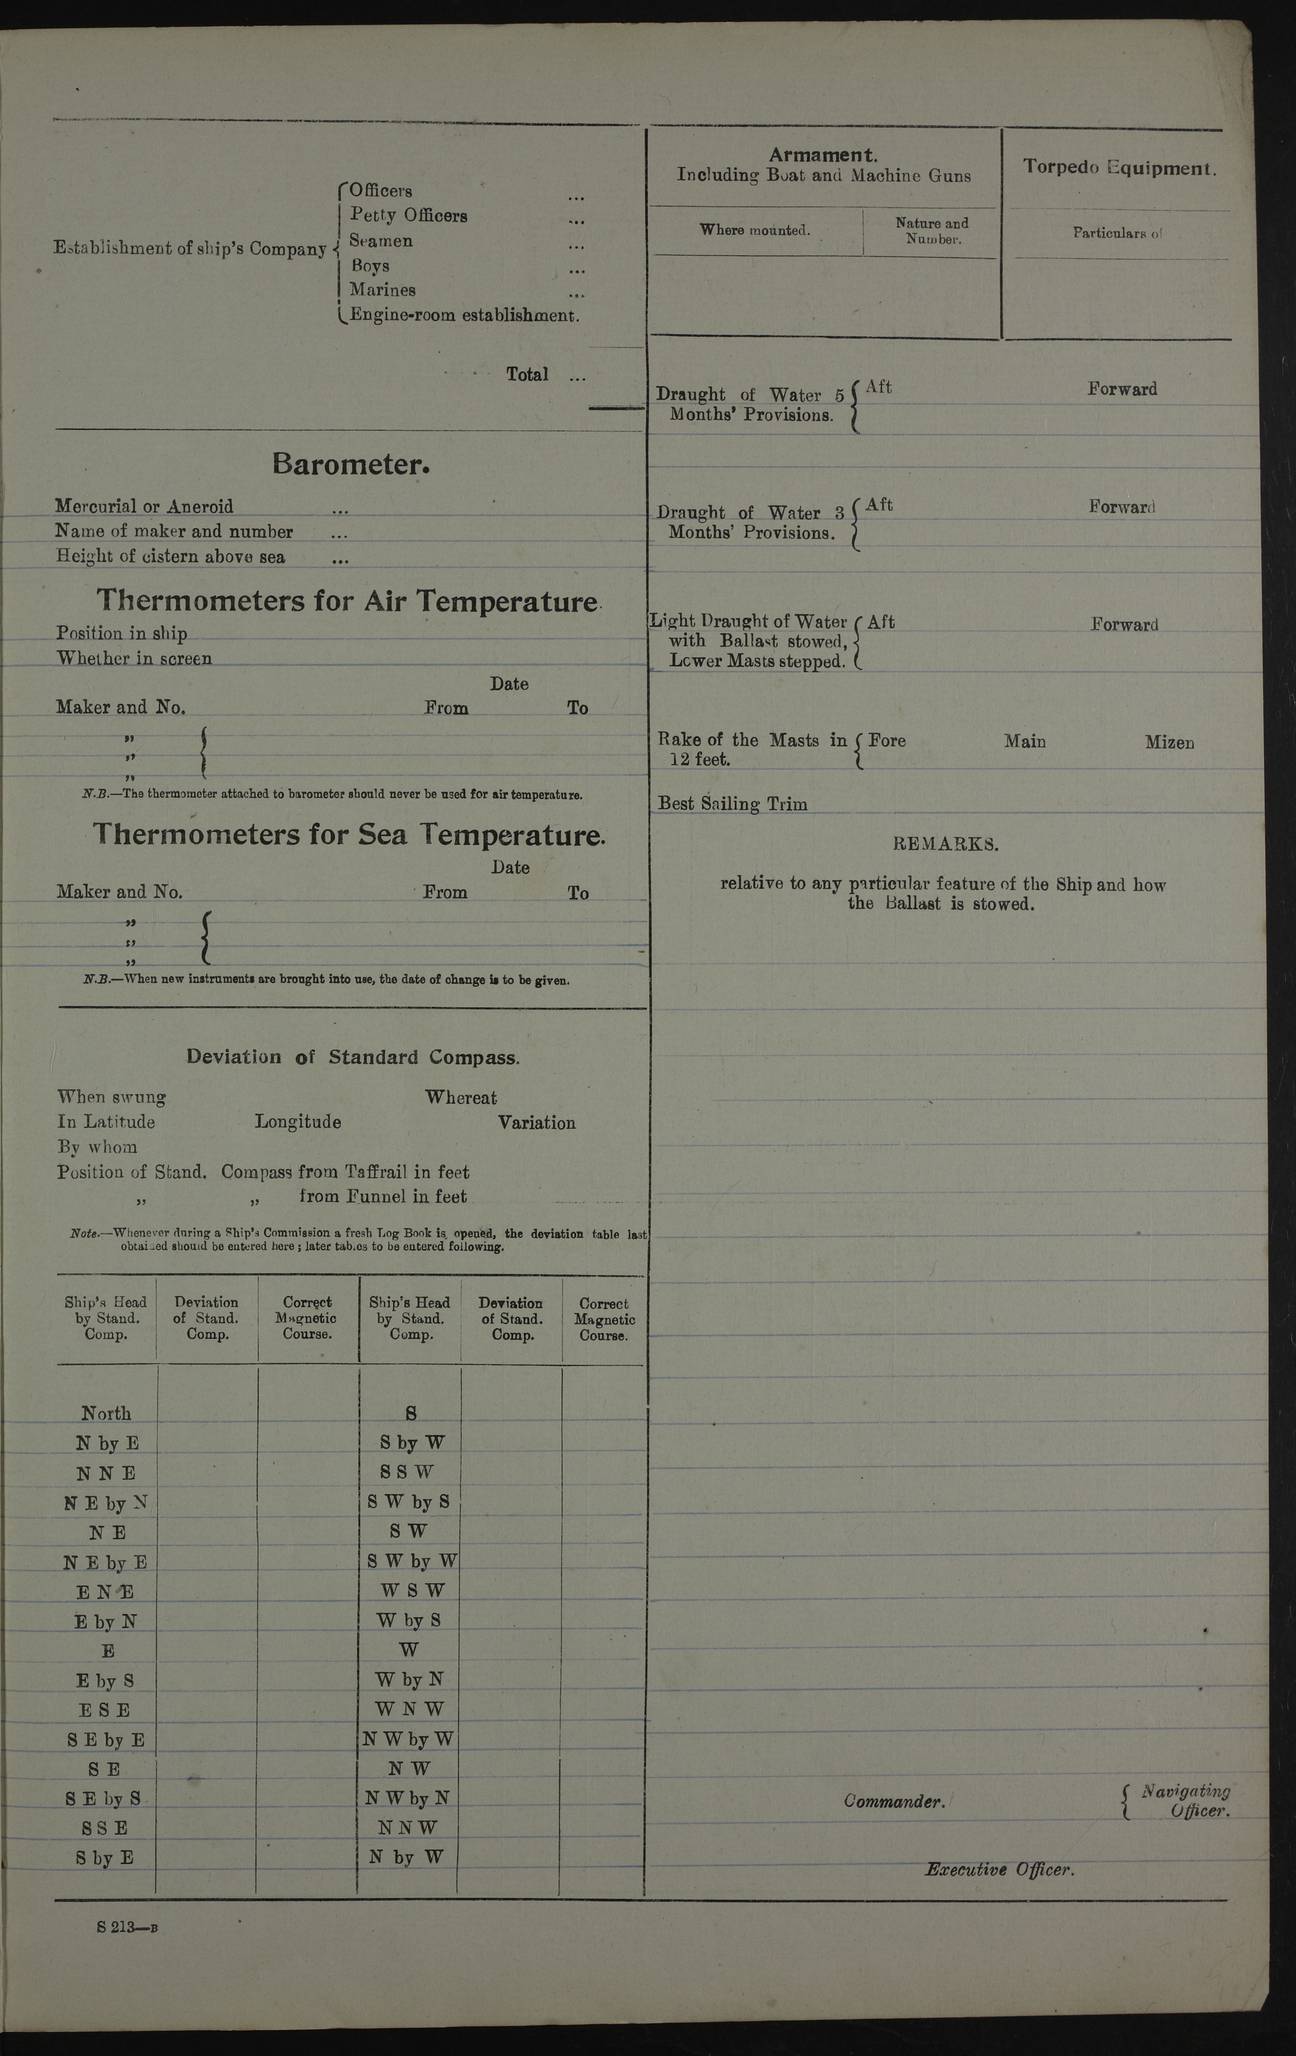 Establishment of ship's Company
Officers ...
Petty Officers ...
Seamen ...
Boys ...
Marines ...
Engine-room establishment.
Total ...
Barometer.
Mercurial or Aneroid ...
Name of maker and number ...
Height of cistern above sea ...
Thermometers for Air Temperature
Position in ship
Whether in screen
Date
Maker and No. From To
„
„
„
N.B.—The thermometer attached to barometer should never be used for air temperature.
Thermometers for Sea Temperature.
Date
Maker and No. From To
„
„
„
N.B.—When new instruments are brought into use, the date of change is to be given.
Deviation of Standard Compass.
When swung Whereat
In Latitude Longitude Variation
By whom
Position of Stand. Compass from Taffrail in feet
„ „ from Funnel in feet
Note.—Whenever during a Ship's Commission a fresh Log Book is opened, the deviation table last
obtained should be entered here; later tables to be entered following.
Ship's Head Deviation Correct Ship's Head Deviation Correct
by Stand. of Stand. Magnetic by Stand. of Stand. Magnetic
Comp. Comp. Course. Comp. Comp. Course.
North S
N by E S by W
N N E S S W
N E by N S W by S
N E S W
N E by E S W by W
E N E W S W
E by N W by S
E W
E by S W by N
E S E W N W
S E by E N W by W
S E N W
S E by S N W by N
S S E N N W
S by E N by W
S 213—B
Armament.
Including Boat and Machine Guns
Where mounted. Nature and
Number.
Torpedo Equipment.
Particulars of
Draught of Water 5 Aft Forward
Months' Provisions.
Draught of Water 3 Aft Forward
Months' Provisions.
Light Draught of Water Aft Forward
with Ballast stowed,
Lower Masts stepped.
Rake of the Masts in Fore Main Mizen
12 feet.
Best Sailing Trim
REMARKS.
relative to any particular feature of the Ship and how
the Ballast is stowed.
Commander. Navigating
Officer.
Executive Officer.